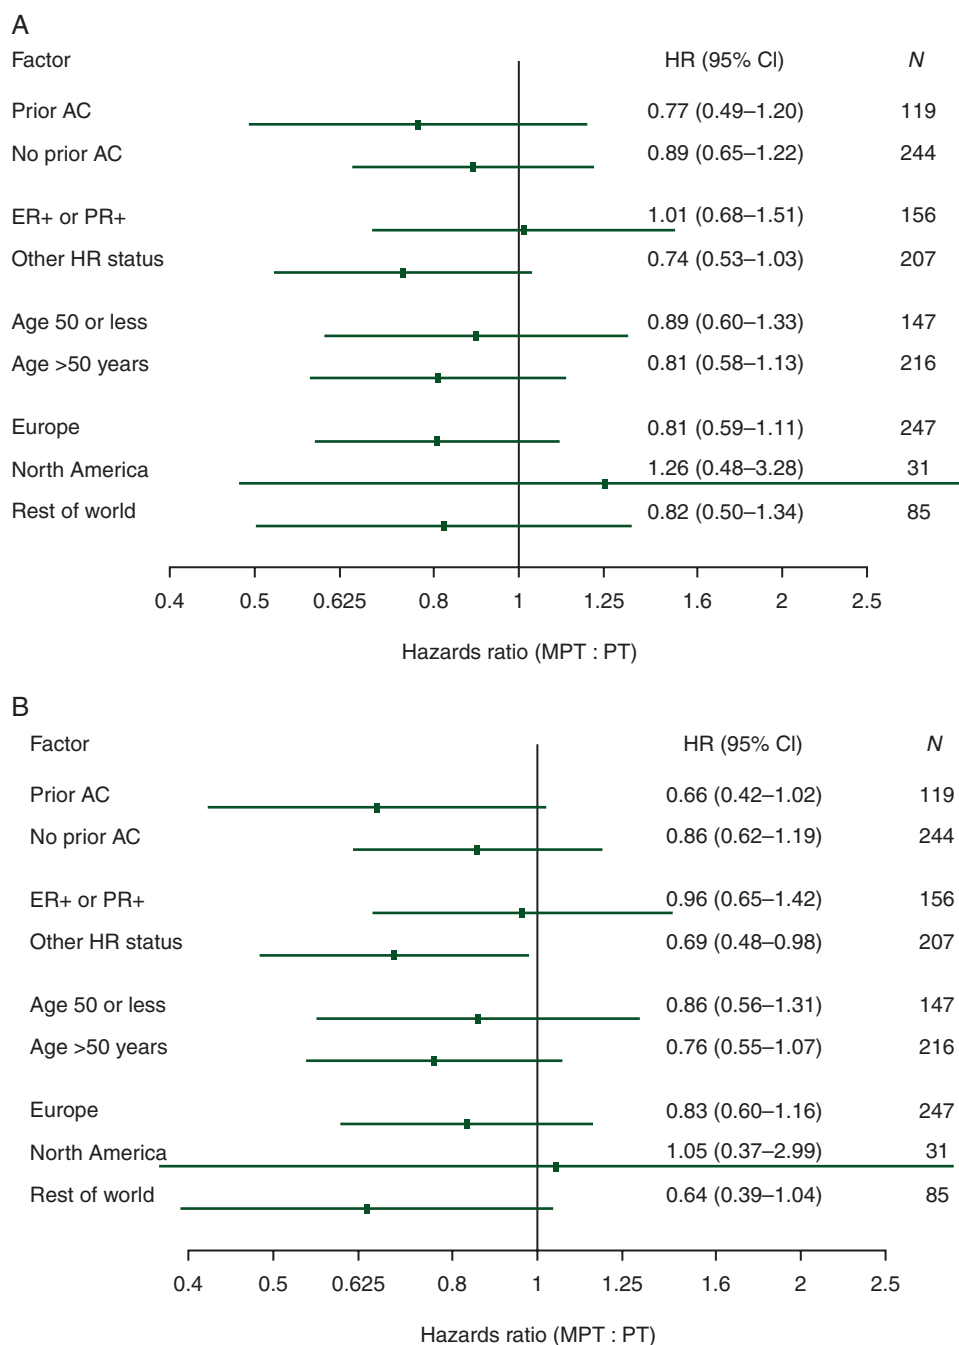 A
Factor HR (95% CI) N
Prior AC 0.77 (0.49–1.20) 119
No prior AC 0.89 (0.65–1.22) 244
ER+ or PR+ 1.01 (0.68–1.51) 156
Other HR status 0.74 (0.53–1.03) 207
Age 50 or less 0.89 (0.60–1.33) 147
Age >50 years 0.81 (0.58–1.13) 216
Europe 0.81 (0.59–1.11) 247
North America 1.26 (0.48–3.28) 31
Rest of world 0.82 (0.50–1.34) 85
0.4 0.5 0.625 0.8 1 1.25 1.6 2 2.5
Hazards ratio (MPT : PT)
B
Factor HR (95% CI) N
Prior AC 0.66 (0.42–1.02) 119
No prior AC 0.86 (0.62–1.19) 244
ER+ or PR+ 0.96 (0.65–1.42) 156
Other HR status 0.69 (0.48–0.98) 207
Age 50 or less 0.86 (0.56–1.31) 147
Age >50 years 0.76 (0.55–1.07) 216
Europe 0.83 (0.60–1.16) 247
North America 1.05 (0.37–2.99) 31
Rest of world 0.64 (0.39–1.04) 85
0.4 0.5 0.625 0.8 1 1.25 1.6 2 2.5
Hazards ratio (MPT : PT)